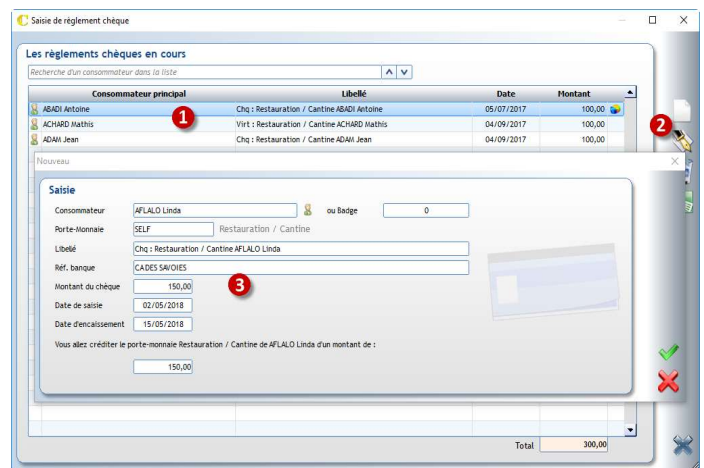 Saisie de règlement chèque
Les règlements chèques en cours
Recherche d'un consommateur dans la liste
Consommateur principal Libellé Date Montant
ABADI Antoine Chq : Restauration / Cantine ABADI Antoine 05/07/2017 100,00
1
ACHARD Mathis Virt : Restauration / Cantine ACHARD Mathis 04/09/2017 100,00
2
ADAM Jean Chq : Restauration / Cantine ADAM Jean 04/09/2017 100,00
Nouveau
Saisie
Consommateur AFLALO Linda ou Badge 0
Porte-Monnaie SELF Restauration / Cantine
Libellé Chq : Restauration / Cantine AFLALO Linda
Réf. banque CADES SAVOIES
Montant du chèque 150,00
3
Date de saisie 02/05/2018
Date d'encaissement 15/05/2018
Vous allez créditer le porte-monnaie Restauration / Cantine de AFLALO Linda d'un montant de :
150,00
Total 300,00